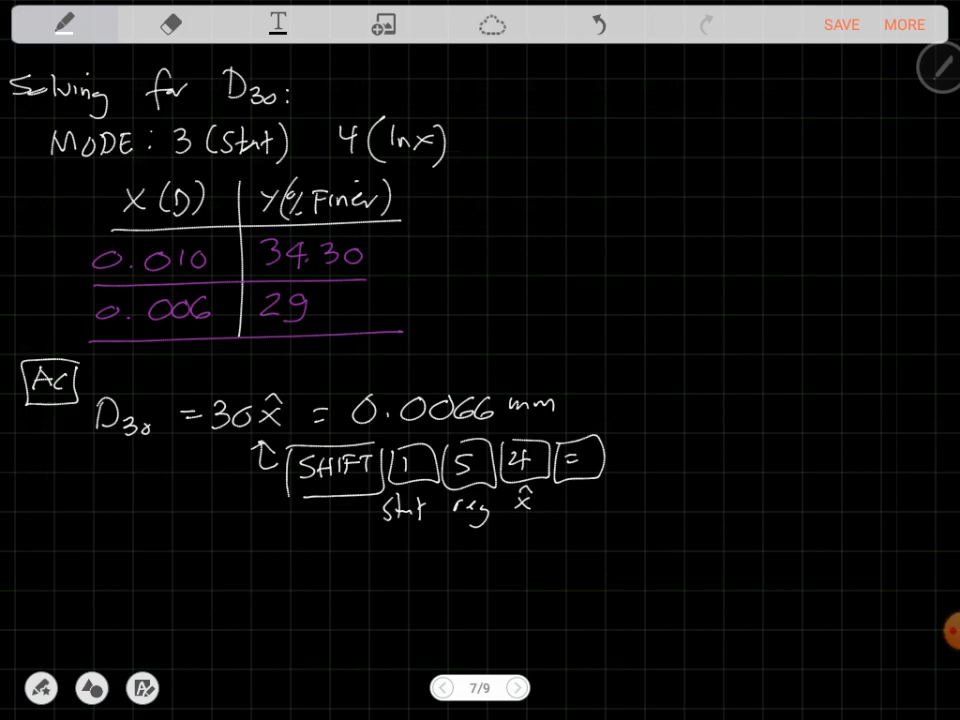 SAVE MORE
Solving for D30:
MODE: 3 (Stat) 4 (lnx)
X (D) Y (% Finer)
0.010 34.30
0.006 29
AC
D30 = 30x̂ = 0.0066 mm
SHIFT 1 5 4 =
stat reg x̂
7/9